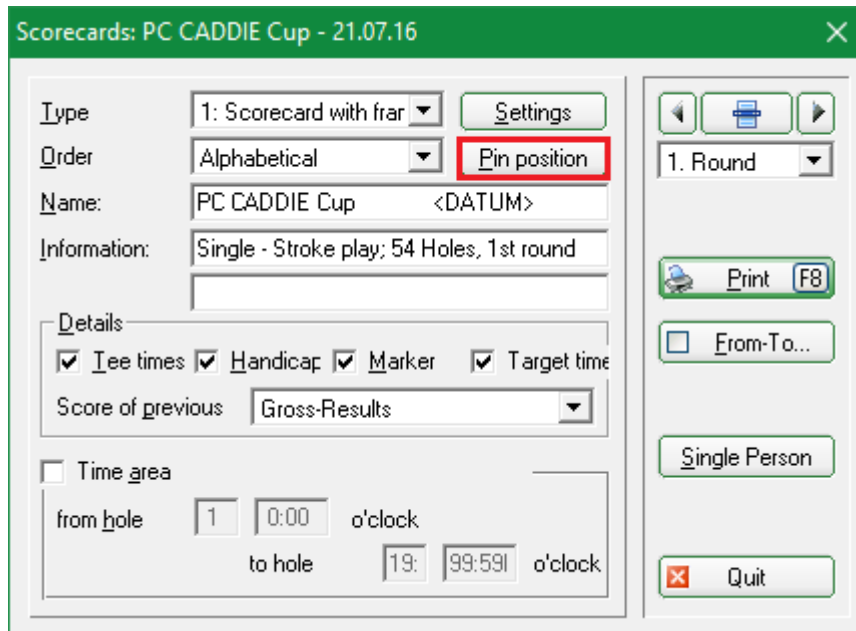 Scorecards: PC CADDIE Cup - 21.07.16
Type 1: Scorecard with frar Settings
Order Alphabetical Pin position
Name: PC CADDIE Cup <DATUM>
Information: Single - Stroke play; 54 Holes, 1st round
Details
Tee times Handicap Marker Target time
Score of previous Gross-Results
Time area
from hole 1 0:00 o'clock
to hole 19: 99:59 o'clock
1. Round
Print F8
From-To...
Single Person
Quit